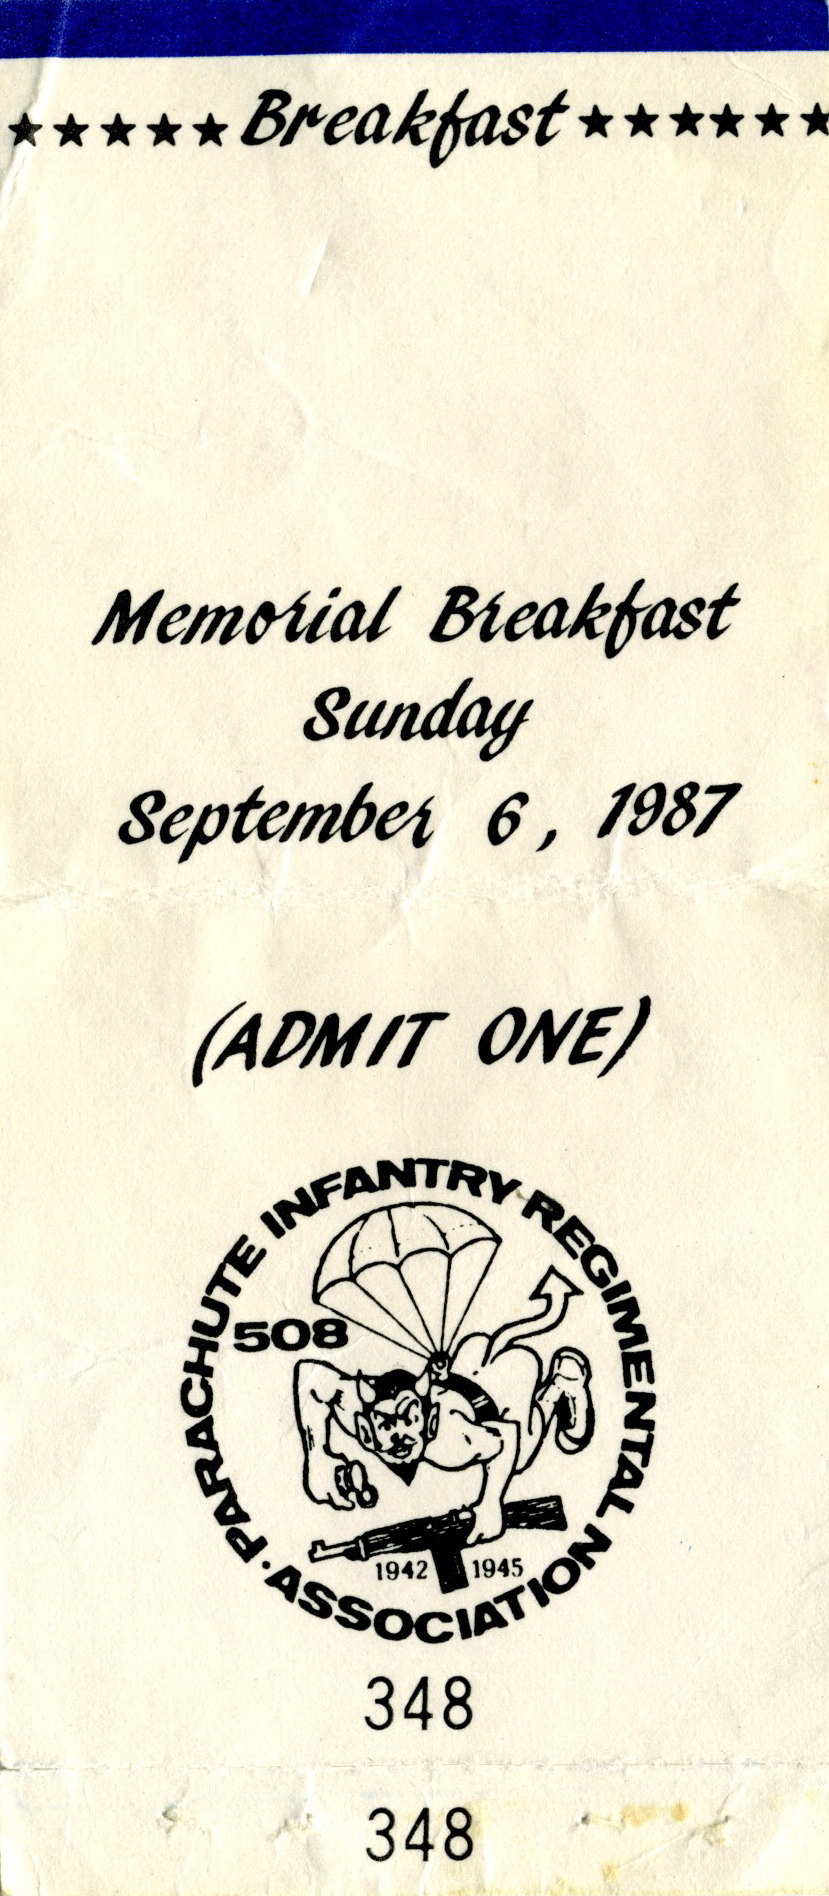 ★★★★★ Breakfast ★★★★★★
Memorial Breakfast
Sunday
September 6, 1987
(ADMIT ONE)
PARACHUTE INFANTRY REGIMENTAL
508
1942 1945
· ASSOCIATION
348
348